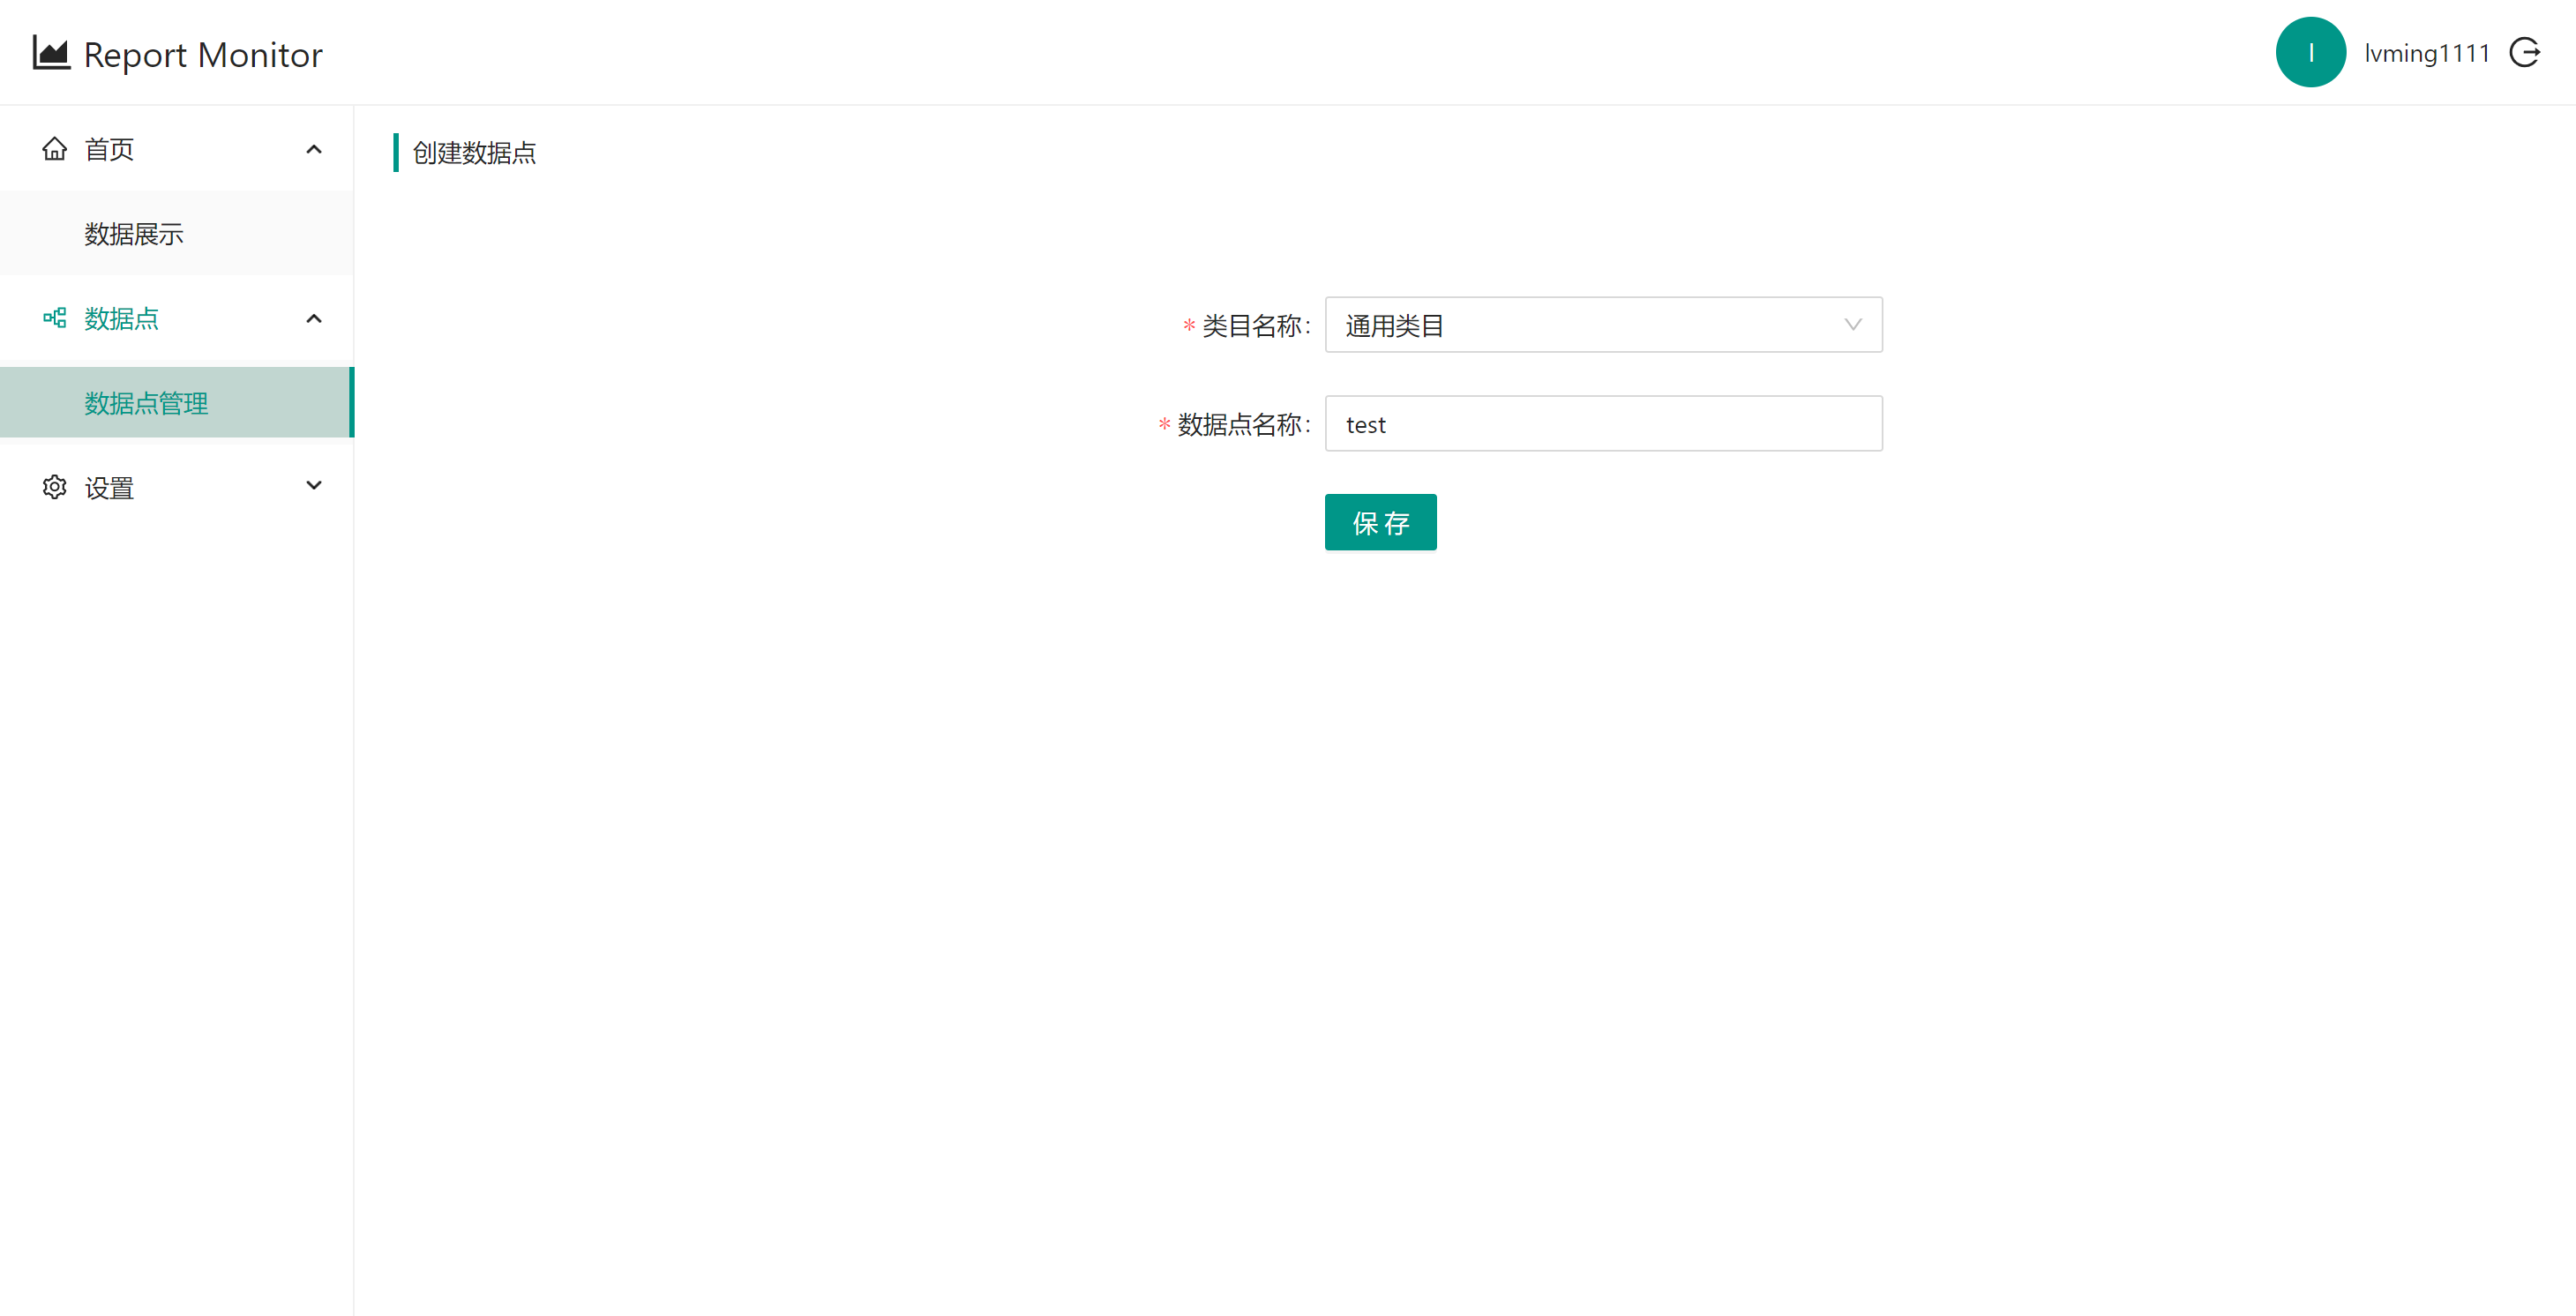 Report Monitor
l lvming1111
首页
数据展示
数据点
数据点管理
设置
创建数据点
* 类目名称: 通用类目
* 数据点名称: test
保存